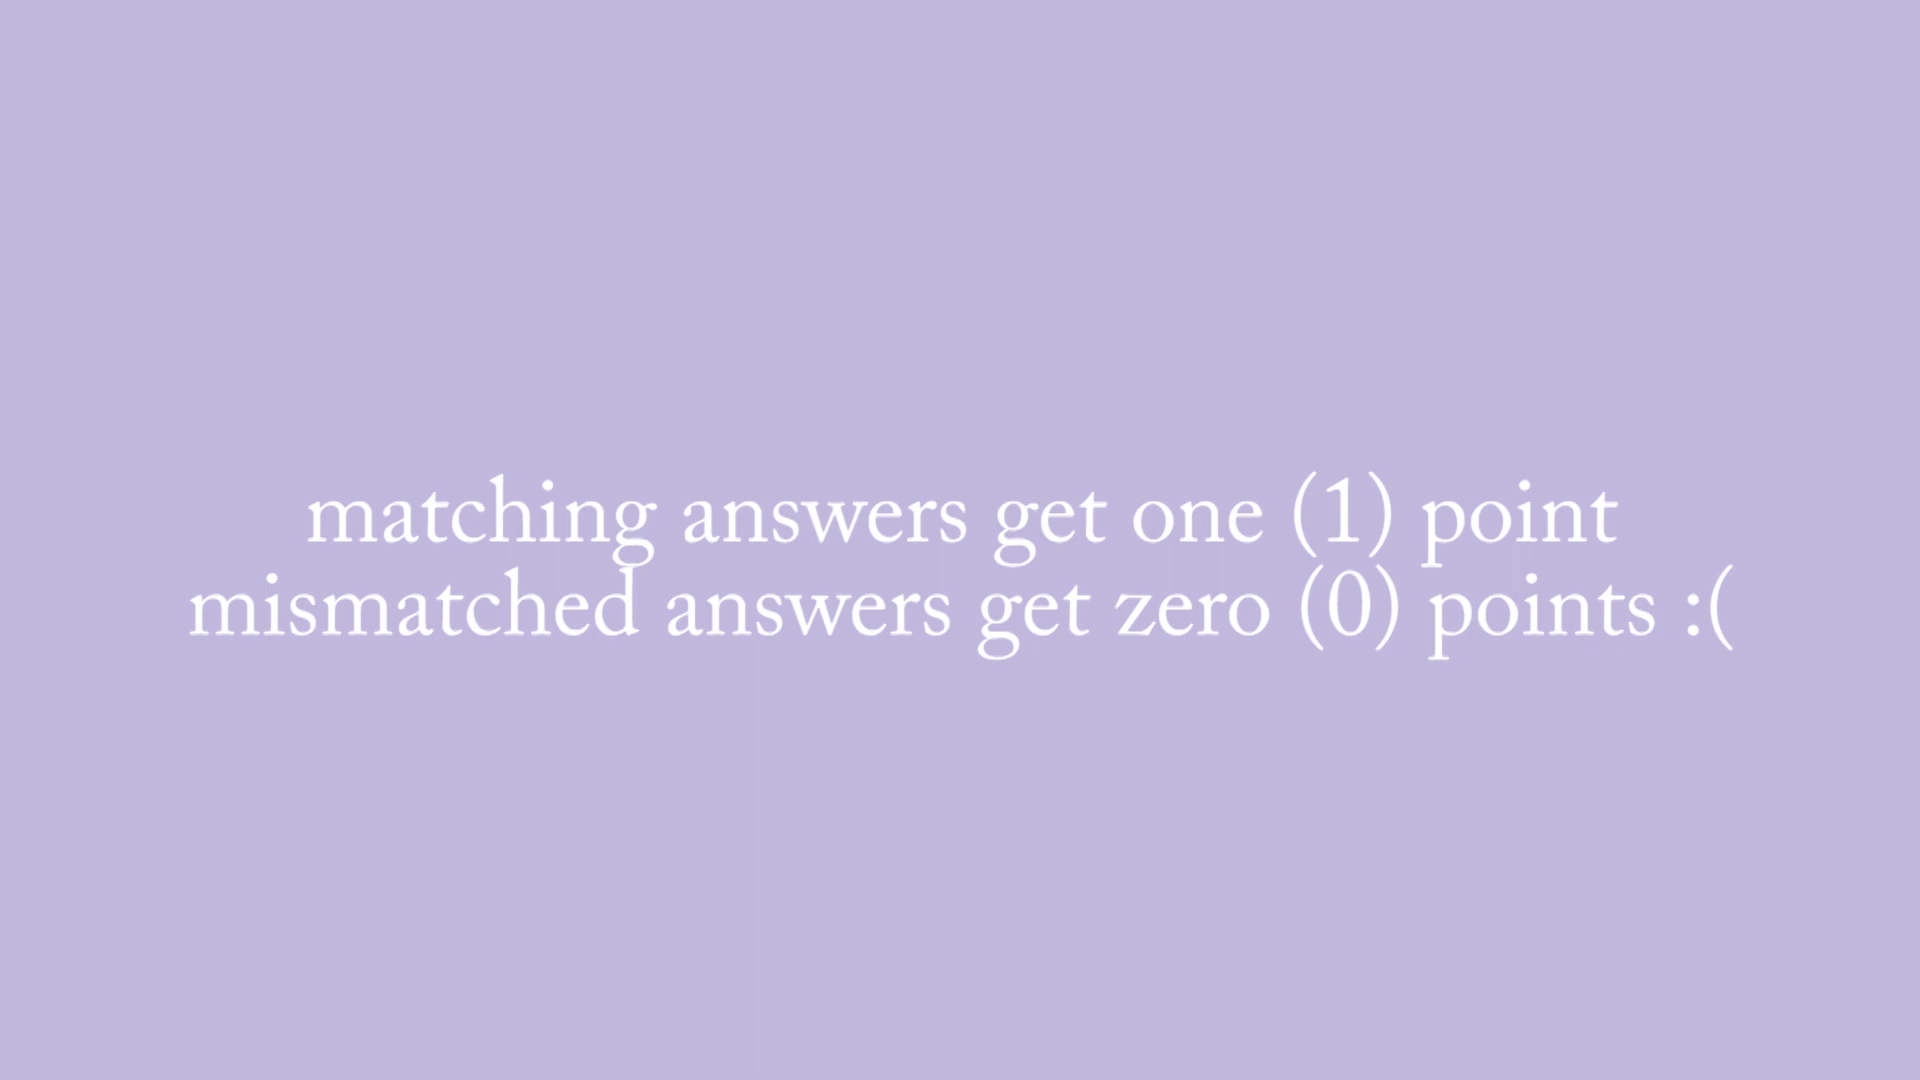 matching answers get one (1) point
mismatched answers get zero (0) points :(